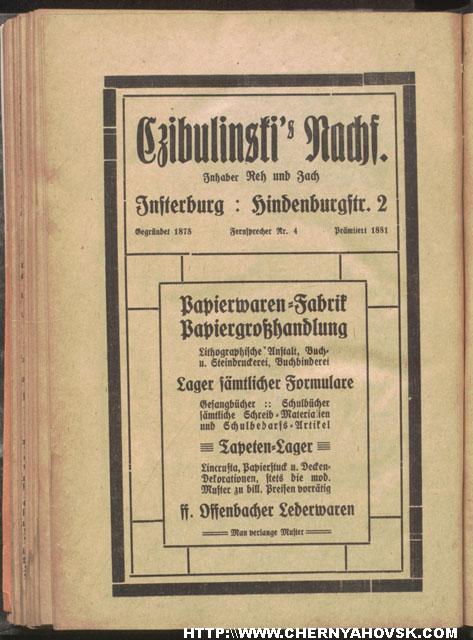 Czibulinski's Nachf.
Inhaber Reh und Zach
Insterburg : Hindenburgstr. 2
Gegründet 1878 Fernsprecher Nr. 4 Prämiiert 1881
Papierwaren-Fabrik
Papiergroßhandlung
Lithographische Anstalt, Buch-
u. Steindruckerei, Buchbinderei
Lager sämtlicher Formulare
Gesangbücher :: Schulbücher
sämtliche Schreib-Materialien
und Schulbedarfs-Artikel
Tapeten-Lager
Lincrusta, Papierstuck u. Decken-
Dekorationen, stets die mod.
Muster zu bill. Preisen vorrätig
ff. Offenbacher Lederwaren
Man verlange Muster
HTTP:\\WWW.CHERNYAHOVSK.COM